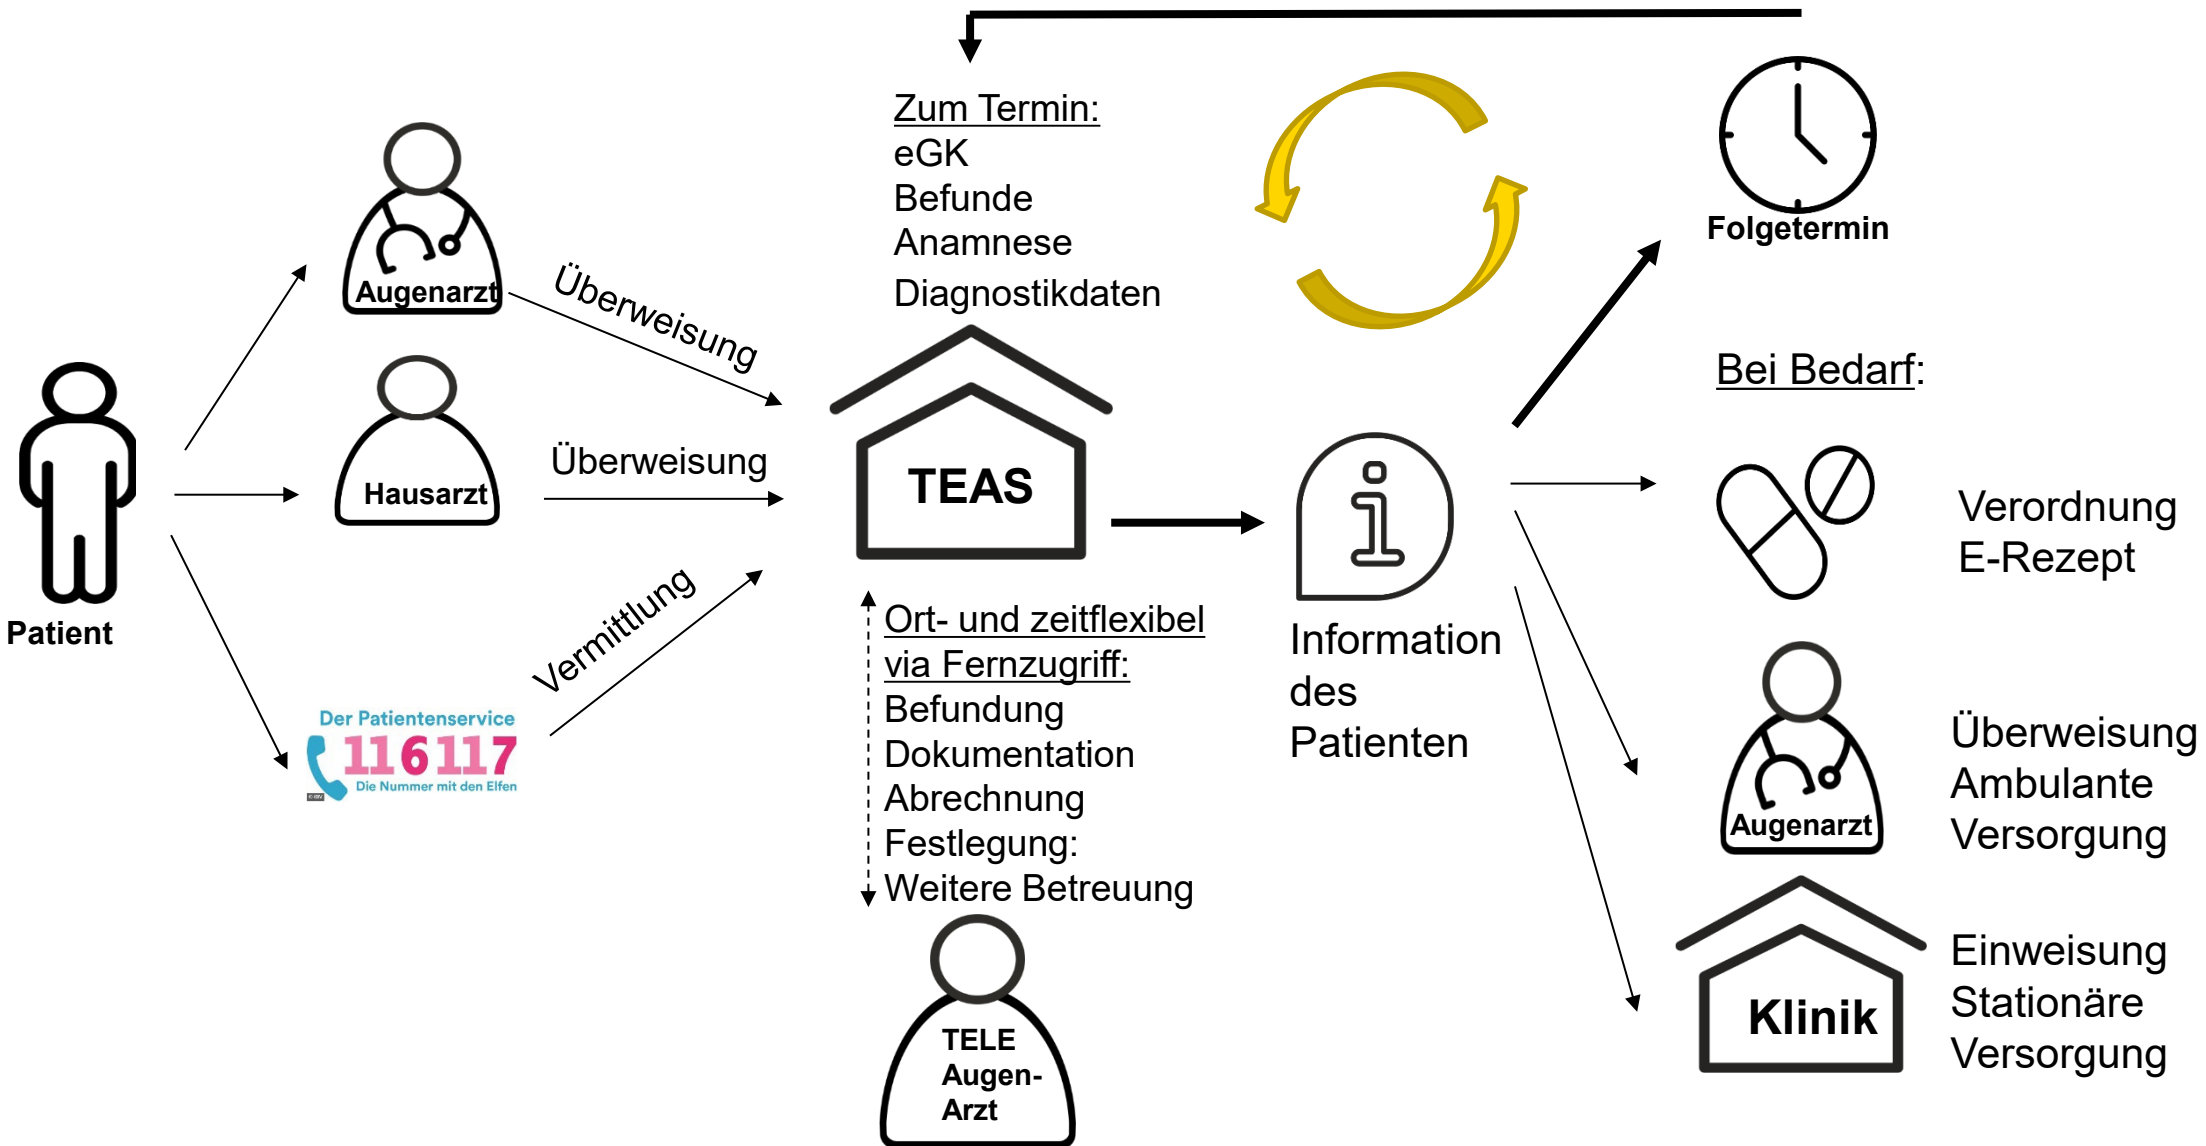 Zum Termin:
eGK
Befunde
Anamnese
Diagnostikdaten
Folgetermin
Augenarzt
Überweisung
Bei Bedarf:
Hausarzt
Überweisung
TEAS
Verordnung
E-Rezept
Patient
Vermittlung
Der Patientenservice
116117
Die Nummer mit den Elfen
Ort- und zeitflexibel
via Fernzugriff:
Befundung
Dokumentation
Abrechnung
Festlegung:
Weitere Betreuung
Information
des
Patienten
Augenarzt
Überweisung
Ambulante
Versorgung
TELE
Augen-
Arzt
Klinik
Einweisung
Stationäre
Versorgung